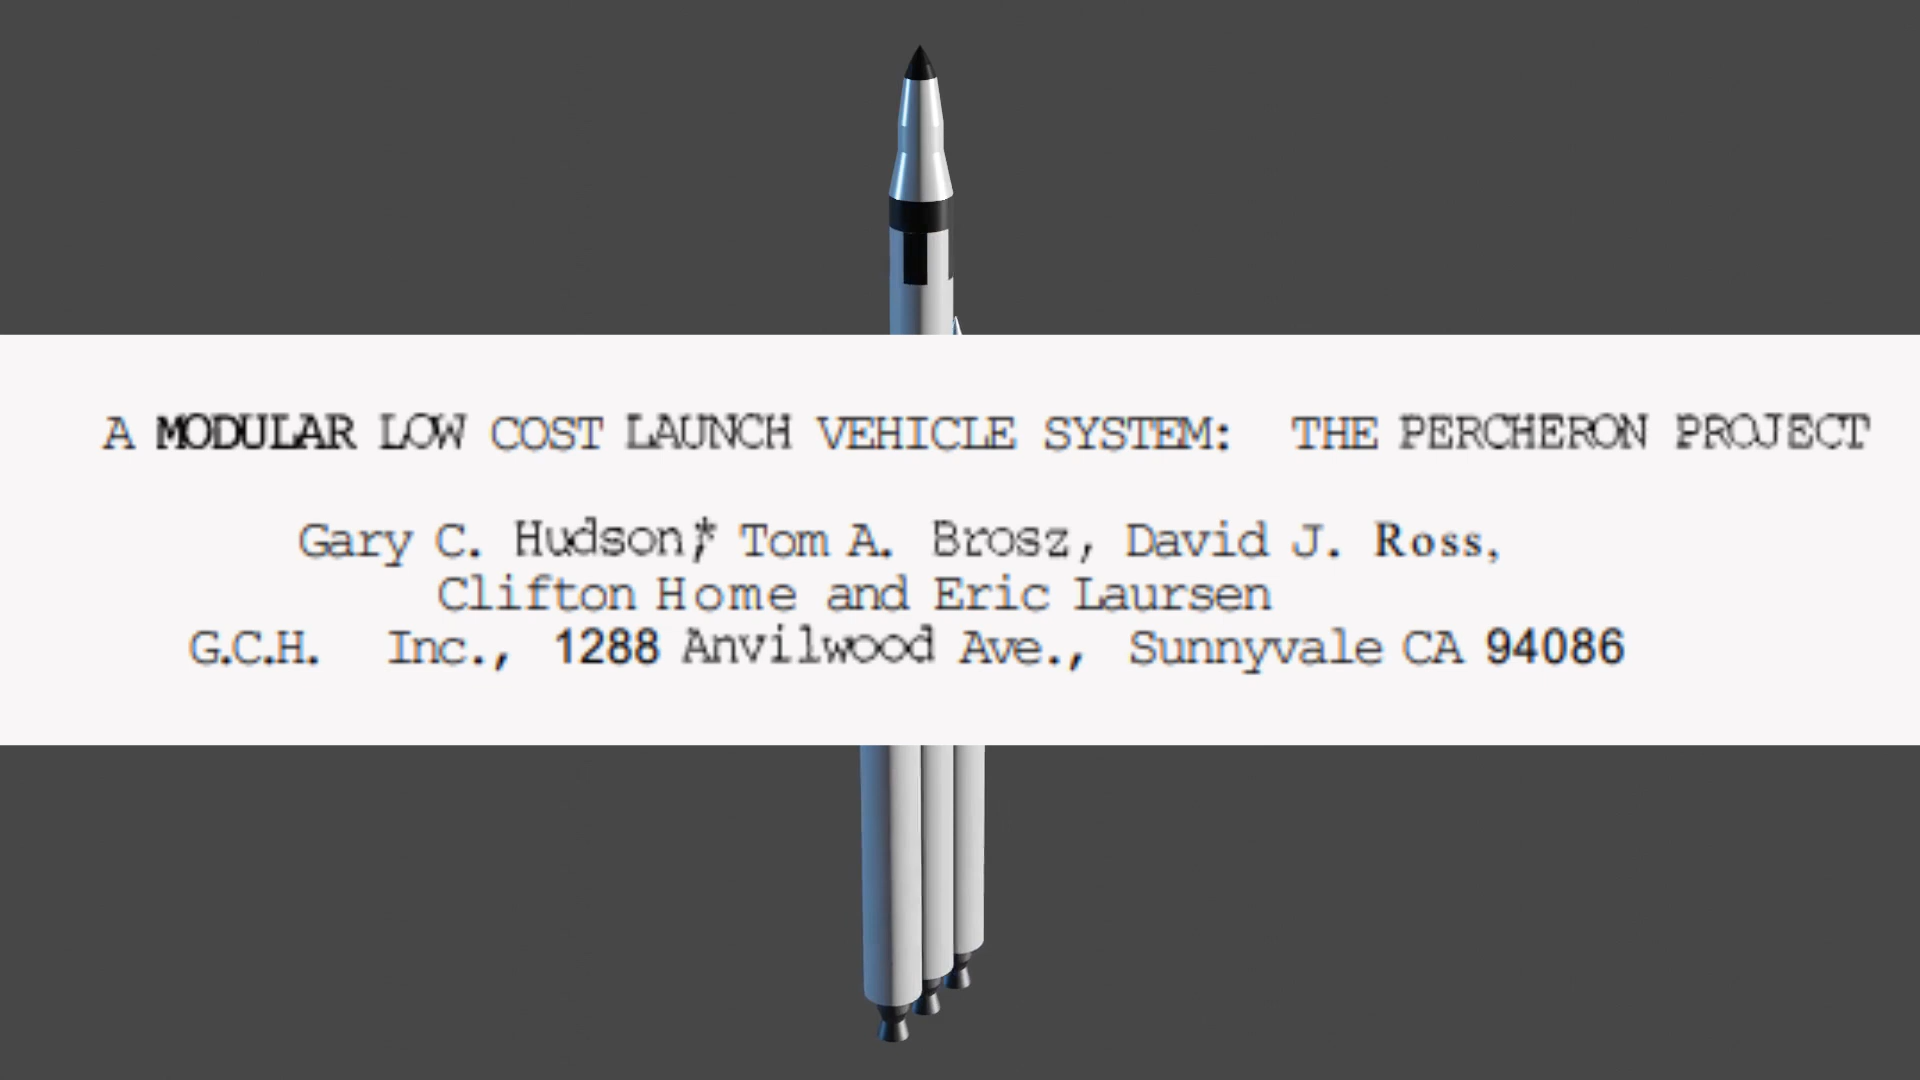 A MODULAR LOW COST LAUNCH VEHICLE SYSTEM: THE PERCHERON PROJECT
Gary C. Hudson,* Tom A. Brosz, David J. Ross,
Clifton Home and Eric Laursen
G.C.H. Inc., 1288 Anvilwood Ave., Sunnyvale CA 94086